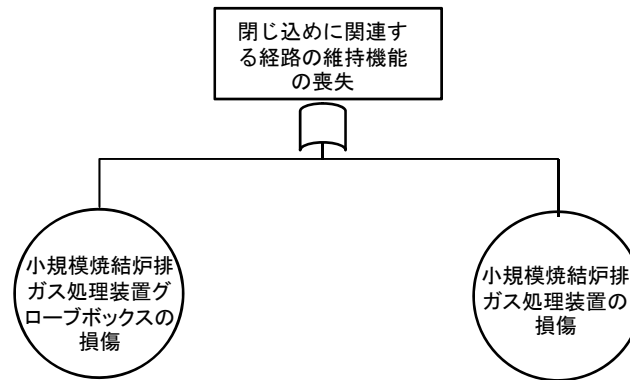 閉じ込めに関連す
る経路の維持機能
の喪失
小規模焼結炉排
ガス処理装置グ
ローブボックスの
損傷
小規模焼結炉排
ガス処理装置の
損傷